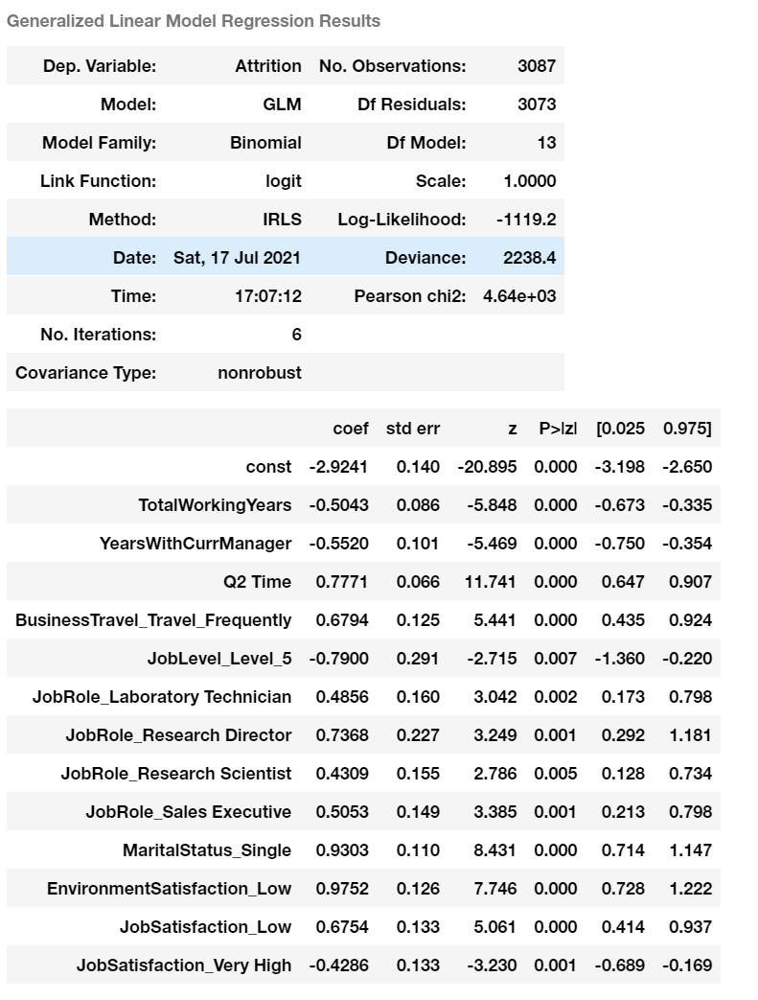 Generalized Linear Model Regression Results
Dep. Variable: Attrition No. Observations: 3087
Model: GLM Df Residuals: 3073
Model Family: Binomial Df Model: 13
Link Function: logit Scale: 1.0000
Method: IRLS Log-Likelihood: -1119.2
Date: Sat, 17 Jul 2021 Deviance: 2238.4
Time: 17:07:12 Pearson chi2: 4.64e+03
No. Iterations: 6
Covariance Type: nonrobust
coef std err z P>|z| [0.025 0.975]
const -2.9241 0.140 -20.895 0.000 -3.198 -2.650
TotalWorkingYears -0.5043 0.086 -5.848 0.000 -0.673 -0.335
YearsWithCurrManager -0.5520 0.101 -5.469 0.000 -0.750 -0.354
Q2 Time 0.7771 0.066 11.741 0.000 0.647 0.907
BusinessTravel_Travel_Frequently 0.6794 0.125 5.441 0.000 0.435 0.924
JobLevel_Level_5 -0.7900 0.291 -2.715 0.007 -1.360 -0.220
JobRole_Laboratory Technician 0.4856 0.160 3.042 0.002 0.173 0.798
JobRole_Research Director 0.7368 0.227 3.249 0.001 0.292 1.181
JobRole_Research Scientist 0.4309 0.155 2.786 0.005 0.128 0.734
JobRole_Sales Executive 0.5053 0.149 3.385 0.001 0.213 0.798
MaritalStatus_Single 0.9303 0.110 8.431 0.000 0.714 1.147
EnvironmentSatisfaction_Low 0.9752 0.126 7.746 0.000 0.728 1.222
JobSatisfaction_Low 0.6754 0.133 5.061 0.000 0.414 0.937
JobSatisfaction_Very High -0.4286 0.133 -3.230 0.001 -0.689 -0.169